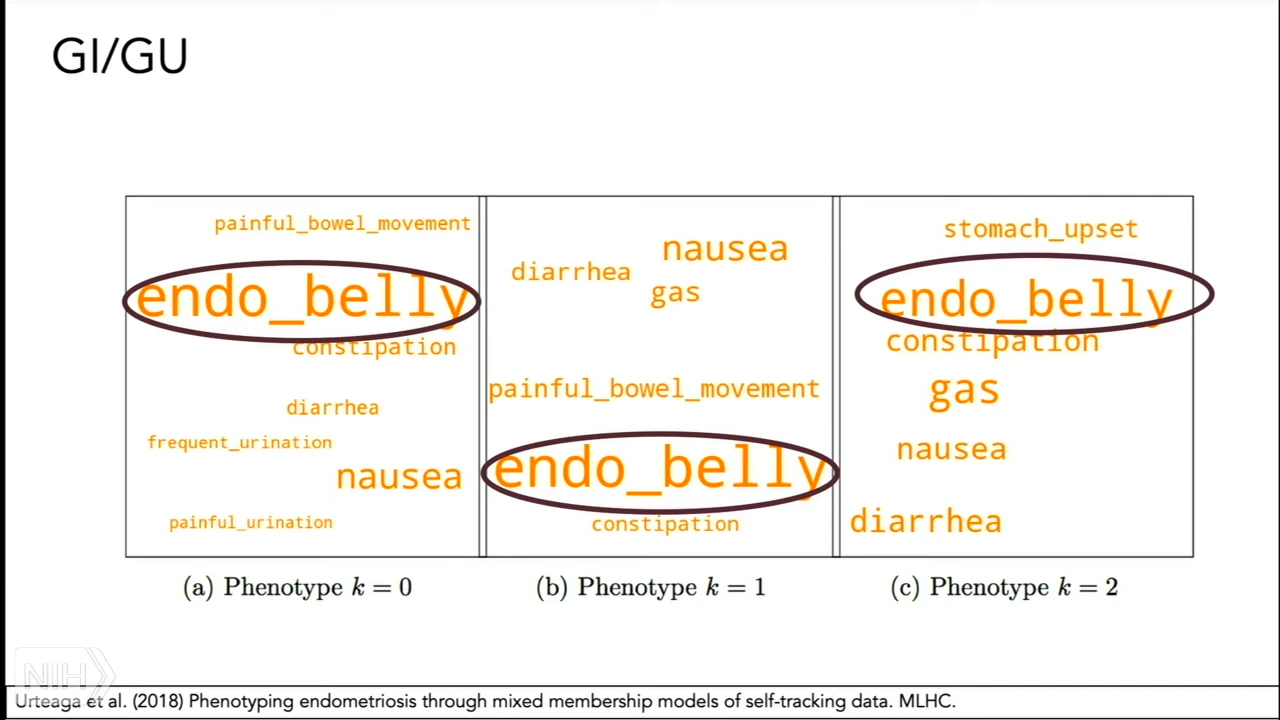 GI/GU
painful_bowel_movement
endo_belly
constipation
diarrhea
frequent_urination
nausea
painful_urination
(a) Phenotype k = 0
nausea
diarrhea
gas
painful_bowel_movement
endo_belly
constipation
(b) Phenotype k = 1
stomach_upset
endo_belly
constipation
gas
nausea
diarrhea
(c) Phenotype k = 2
NIH
Urteaga et al. (2018) Phenotyping endometriosis through mixed membership models of self-tracking data. MLHC.